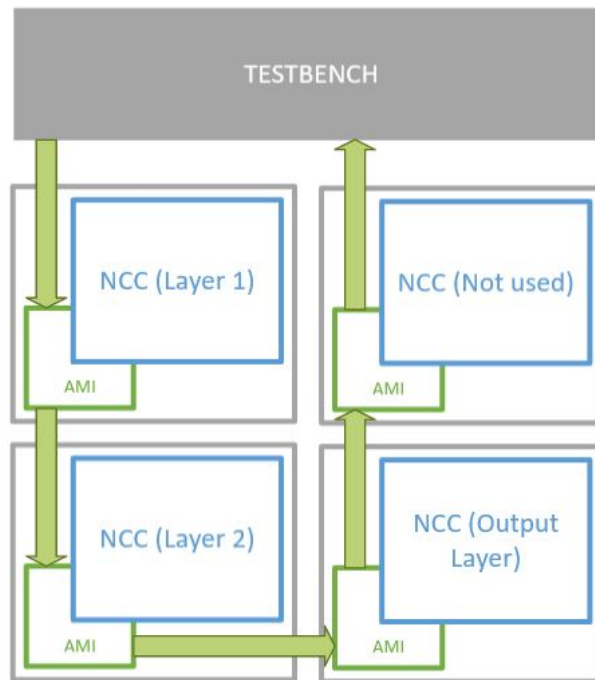 TESTBENCH
NCC (Layer 1)
AMI
NCC (Not used)
AMI
NCC (Layer 2)
AMI
NCC (Output
Layer)
AMI